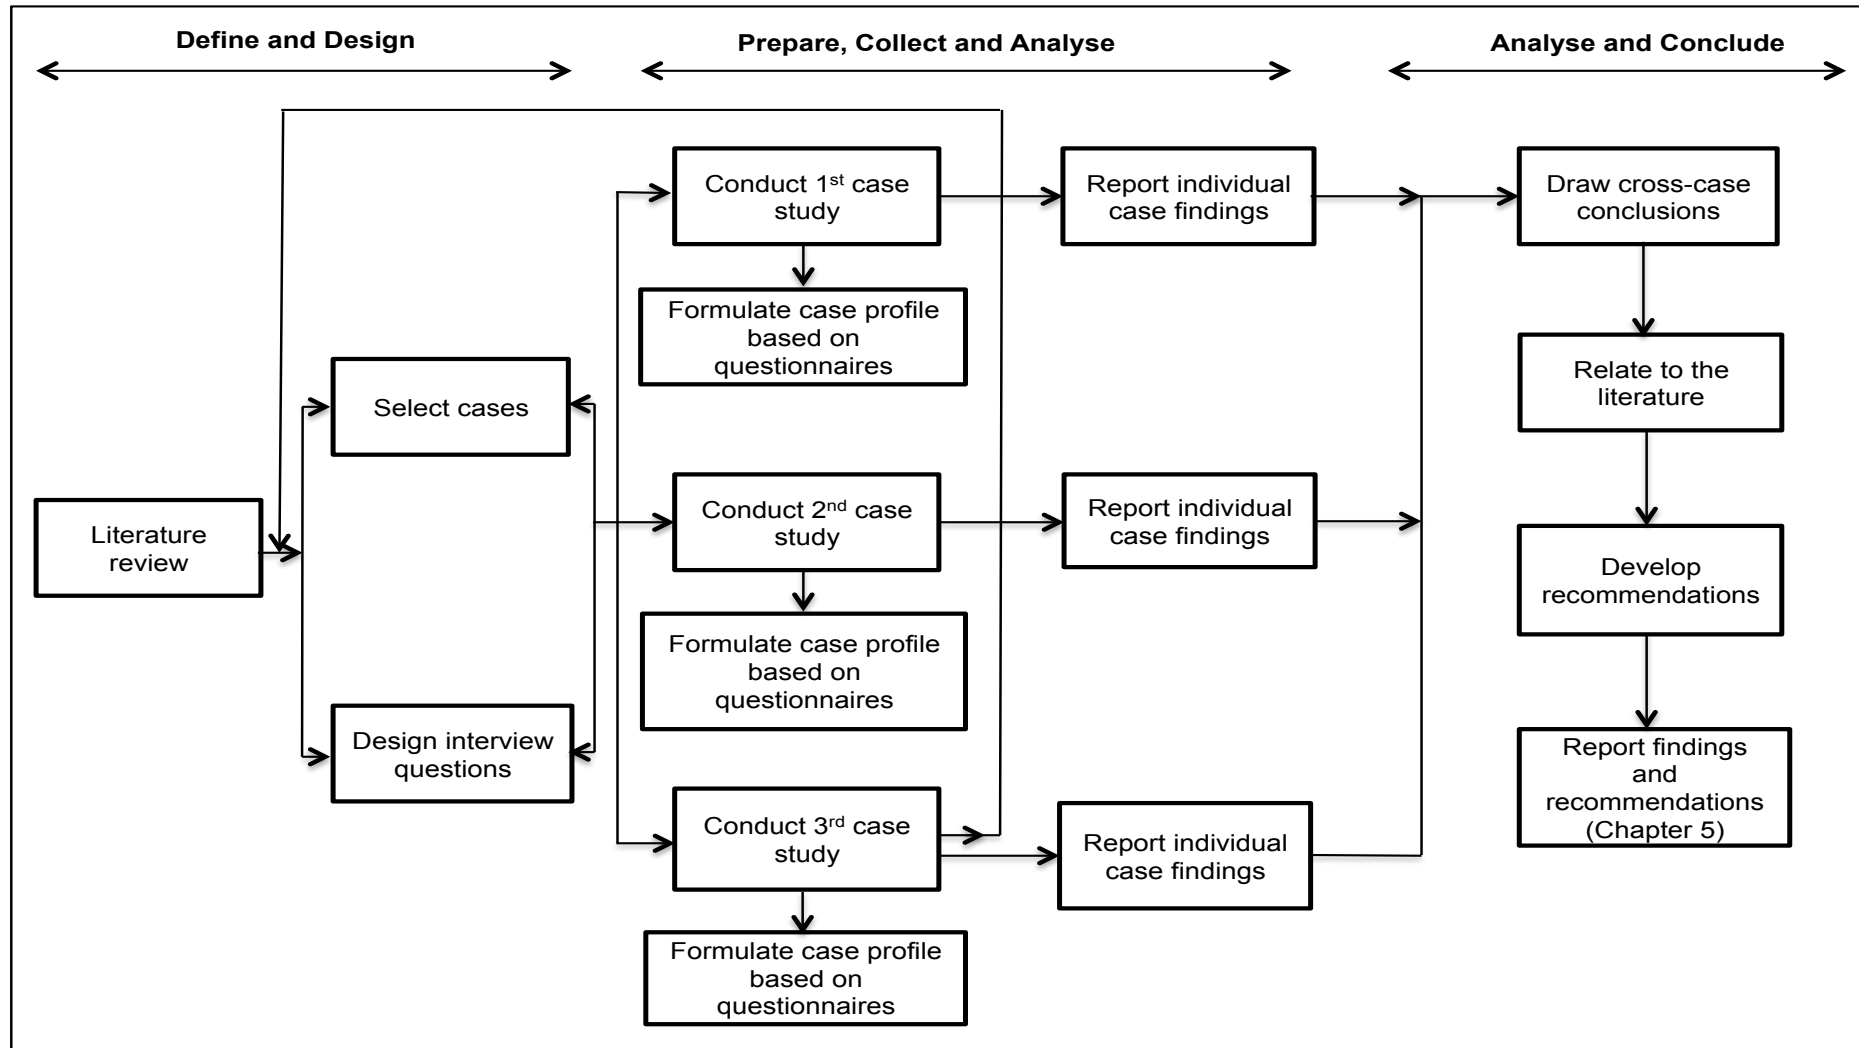 Define and Design
Prepare, Collect and Analyse
Analyse and Conclude
Literature
review
Select cases
Design interview
questions
Conduct 1st case
study
Formulate case profile
based on
questionnaires
Conduct 2nd case
study
Formulate case profile
based on
questionnaires
Conduct 3rd case
study
Formulate case profile
based on
questionnaires
Report individual
case findings
Report individual
case findings
Report individual
case findings
Draw cross-case
conclusions
Relate to the
literature
Develop
recommendations
Report findings
and
recommendations
(Chapter 5)